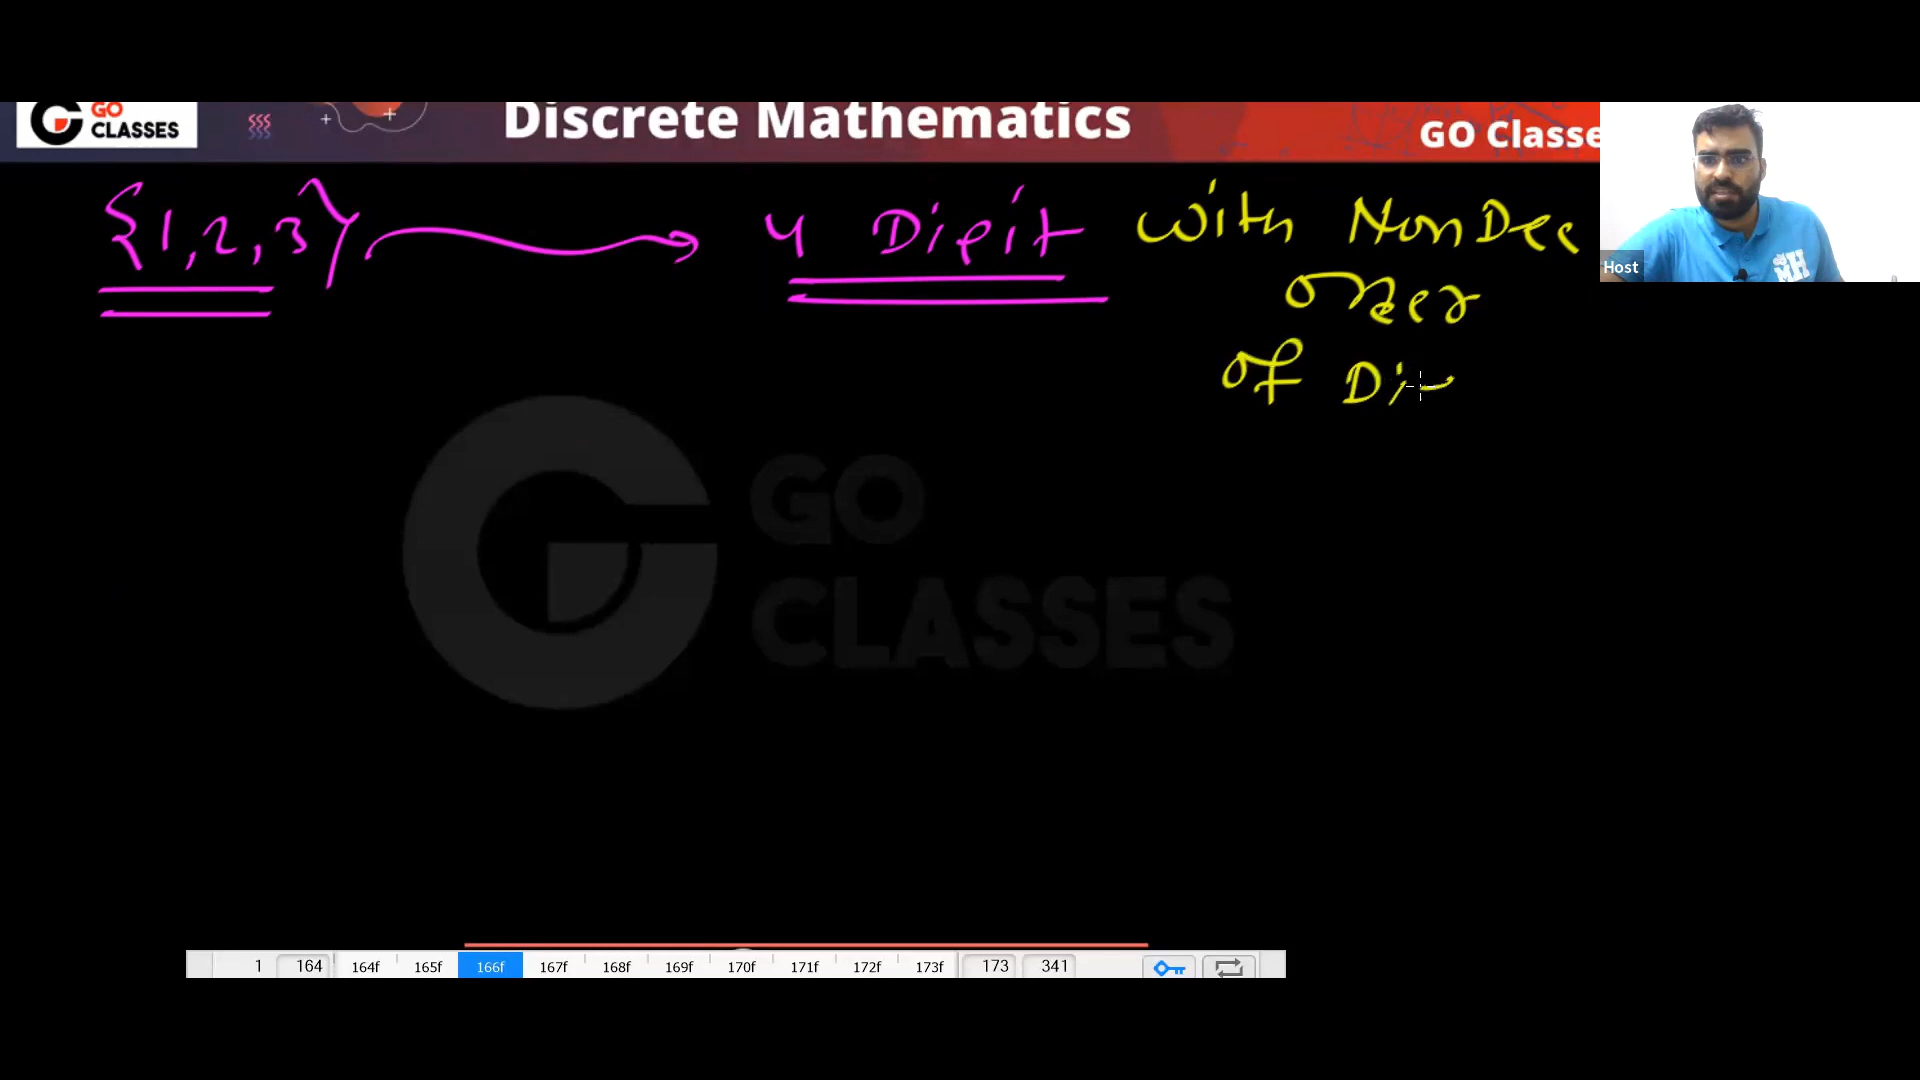 GO
CLASSES
Discrete Mathematics
GO Classe
{1,2,3} 4 Digit with NonDec
order
of Di
Host
MH
GO
CLASSES
1 164 164f 165f 166f 167f 168f 169f 170f 171f 172f 173f 173 341